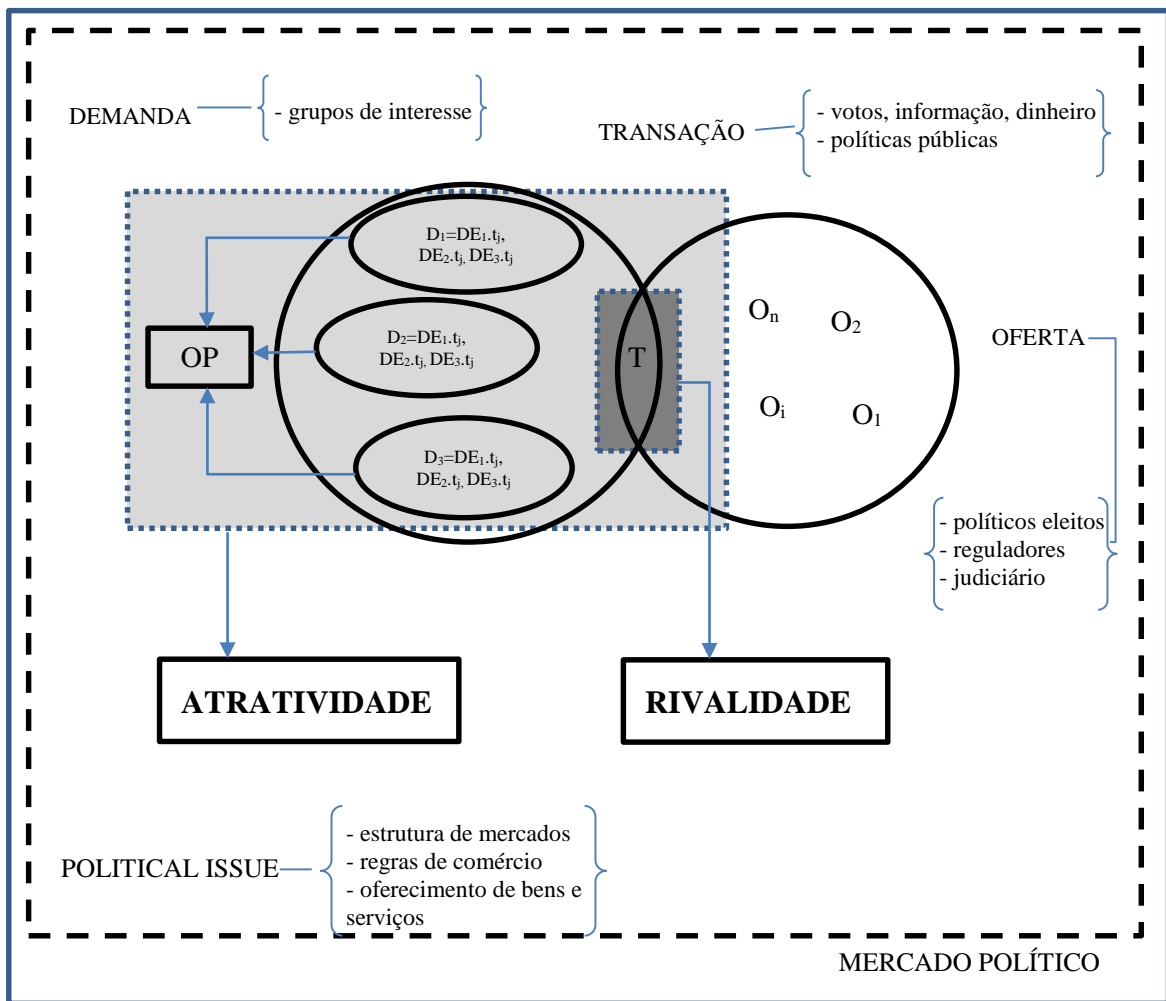 DEMANDA
- grupos de interesse
TRANSAÇÃO
- votos, informação, dinheiro
- políticas públicas
D₁=DE₁.tⱼ,
DE₂.tⱼ, DE₃.tⱼ
D₂=DE₁.tⱼ,
DE₂.tⱼ, DE₃.tⱼ
D₃=DE₁.tⱼ,
DE₂.tⱼ, DE₃.tⱼ
OP
T
Oₙ
O₂
Oᵢ
O₁
OFERTA
- políticos eleitos
- reguladores
- judiciário
ATRATIVIDADE
RIVALIDADE
POLITICAL ISSUE
- estrutura de mercados
- regras de comércio
- oferecimento de bens e
serviços
MERCADO POLÍTICO